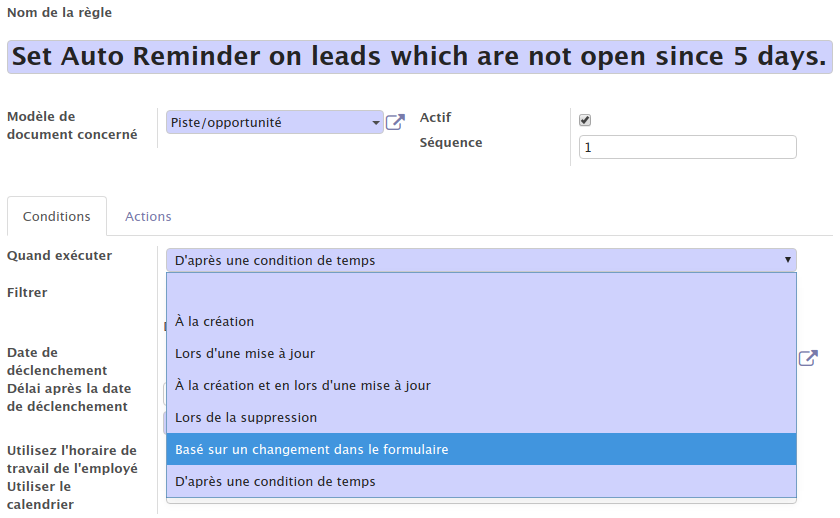 Nom de la règle
Set Auto Reminder on leads which are not open since 5 days.
Modèle de
document concerné
Piste/opportunité
Actif
Séquence
1
Conditions
Actions
Quand exécuter
D'après une condition de temps
Filtrer
À la création
Lors d'une mise à jour
À la création et en lors d'une mise à jour
Lors de la suppression
Basé sur un changement dans le formulaire
D'après une condition de temps
Date de
déclenchement
Délai après la date
de déclenchement
Utilisez l'horaire de
travail de l'employé
Utiliser le
calendrier